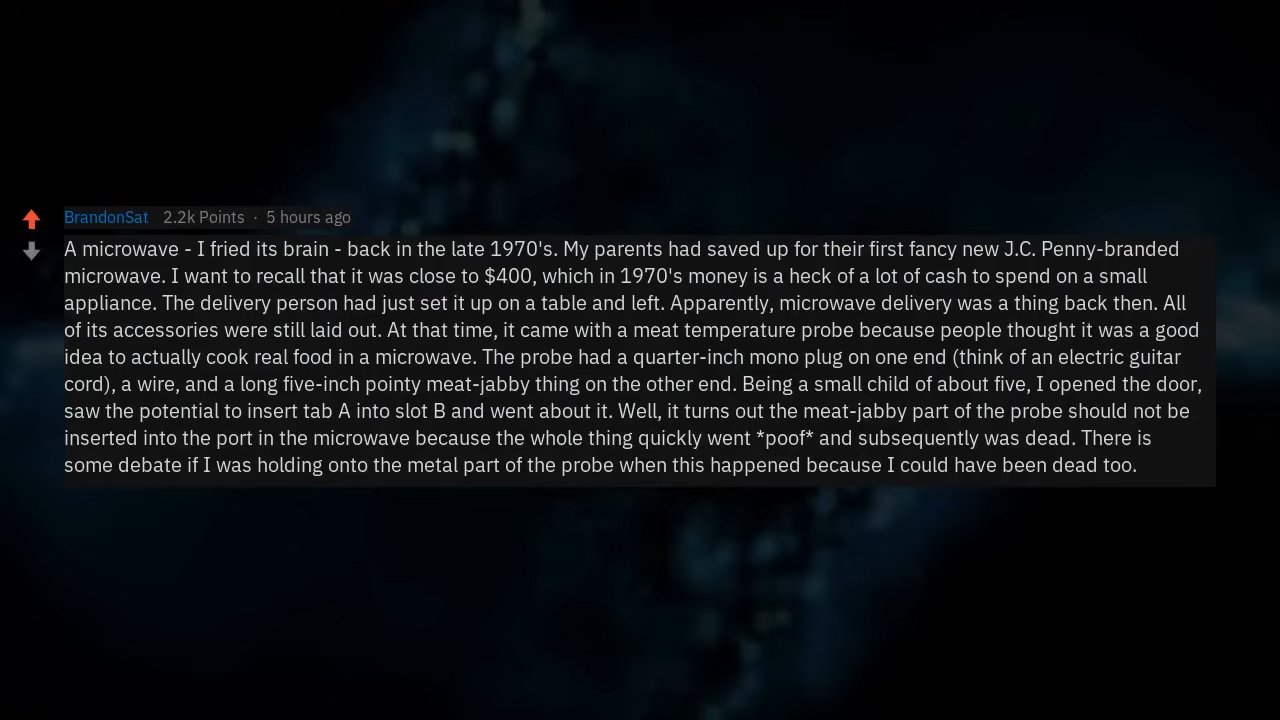 BrandonSat 2.2k Points · 5 hours ago
A microwave - I fried its brain - back in the late 1970's. My parents had saved up for their first fancy new J.C. Penny-branded
microwave. I want to recall that it was close to $400, which in 1970's money is a heck of a lot of cash to spend on a small
appliance. The delivery person had just set it up on a table and left. Apparently, microwave delivery was a thing back then. All
of its accessories were still laid out. At that time, it came with a meat temperature probe because people thought it was a good
idea to actually cook real food in a microwave. The probe had a quarter-inch mono plug on one end (think of an electric guitar
cord), a wire, and a long five-inch pointy meat-jabby thing on the other end. Being a small child of about five, I opened the door,
saw the potential to insert tab A into slot B and went about it. Well, it turns out the meat-jabby part of the probe should not be
inserted into the port in the microwave because the whole thing quickly went *poof* and subsequently was dead. There is
some debate if I was holding onto the metal part of the probe when this happened because I could have been dead too.